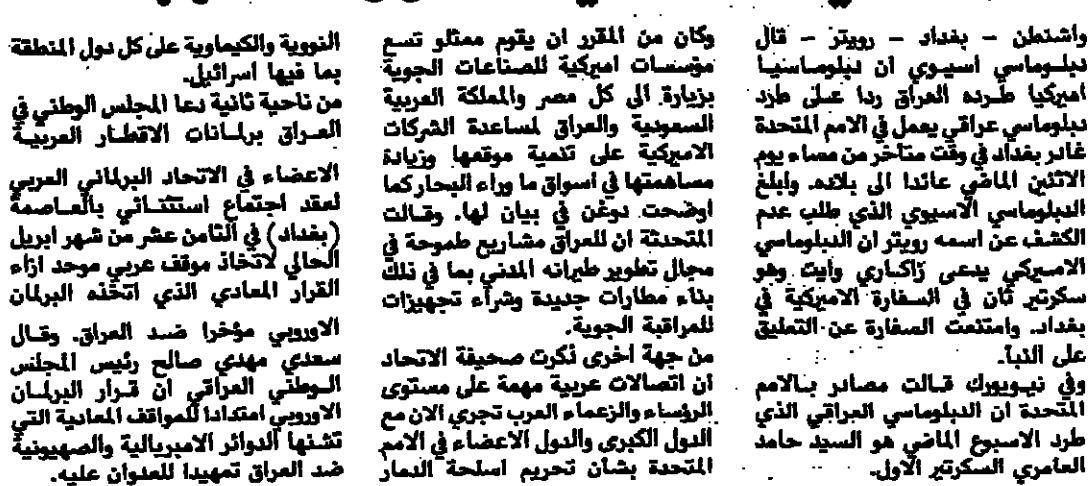 واشنطن - بغداد - رويتر - قال
دبلوماسي اسيوي ان دبلوماسيا
اميركيا طرده العراق ردا على طرد
دبلوماسي عراقي يعمل في الامم المتحدة
غادر بغداد في وقت متأخر من مساء يوم
الاثنين الماضي عائدا الى بلاده. وابلغ
الدبلوماسي الآسيوي الذي طلب عدم
الكشف عن اسمه رويتر ان الدبلوماسي
الاميركي يدعى زاكاري وايت وهو
سكرتير ثان في السفارة الاميركية في
بغداد. وامتنعت السفارة عن التعليق
على النبأ.
وفي نيويورك قالت مصادر بالامم
المتحدة ان الدبلوماسي العراقي الذي
طرد الاسبوع الماضي هو السيد حامد
العامري السكرتير الأول.
وكان من المقرر ان يقوم ممثلو تسع
مؤسسات اميركية للصناعات الجوية
بزيارة الى كل مصر والمملكة العربية
السعودية والعراق لمساعدة الشركات
الاميركية على تنمية موقعها وزيادة
مساهمتها في اسواق ما وراء البحار كما
اوضحت دوغن في بيان لها. وقالت
المتحدثة ان للعراق مشاريع طموحة في
مجال تطوير طيرانه المدني بما في ذلك
بناء مطارات جديدة وشراء تجهيزات
للمراقبة الجوية.
من جهة اخرى ذكرت صحيفة الاتحاد
ان اتصالات عربية مهمة على مستوى
الرؤساء والزعماء العرب تجري الان مع
الدول الكبرى والدول الاعضاء في الامم
المتحدة بشأن تحريم اسلحة الدمار
النووية والكيماوية على كل دول المنطقة
بما فيها اسرائيل.
من ناحية ثانية دعا المجلس الوطني في
العراق برلمانات الاقطار العربية
الاعضاء في الاتحاد البرلماني العربي
لعقد اجتماع استثنائي بالعاصمة
(بغداد) في الثامن عشر من شهر ابريل
الحالي لاتخاذ موقف عربي موحد ازاء
القرار المعادي الذي اتخذه البرلمان
الاوروبي مؤخرا ضد العراق. وقال
سعدي مهدي صالح رئيس المجلس
الوطني العراقي ان قرار البرلمان
الاوروبي امتدادا للمواقف المعادية التي
تشنها الدوائر الامبريالية والصهيونية
ضد العراق تمهيدا للعدوان عليه.